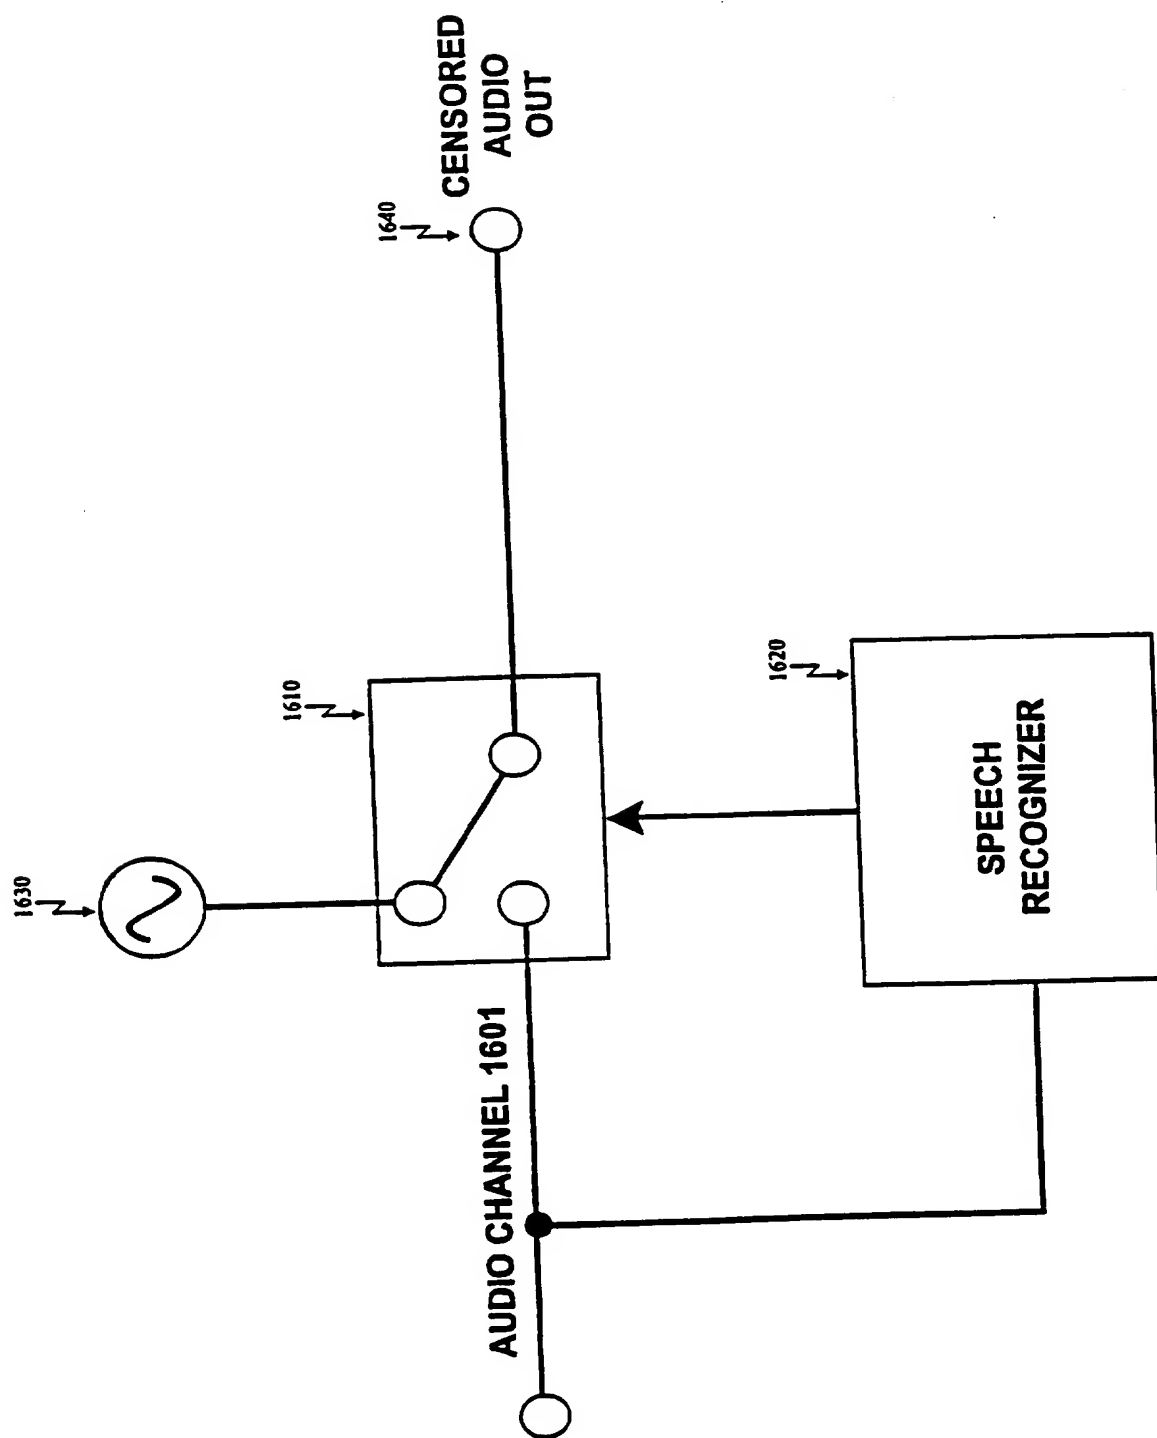 1630
1610
1640
CENSORED
AUDIO
OUT
AUDIO CHANNEL 1601
1620
SPEECH
RECOGNIZER